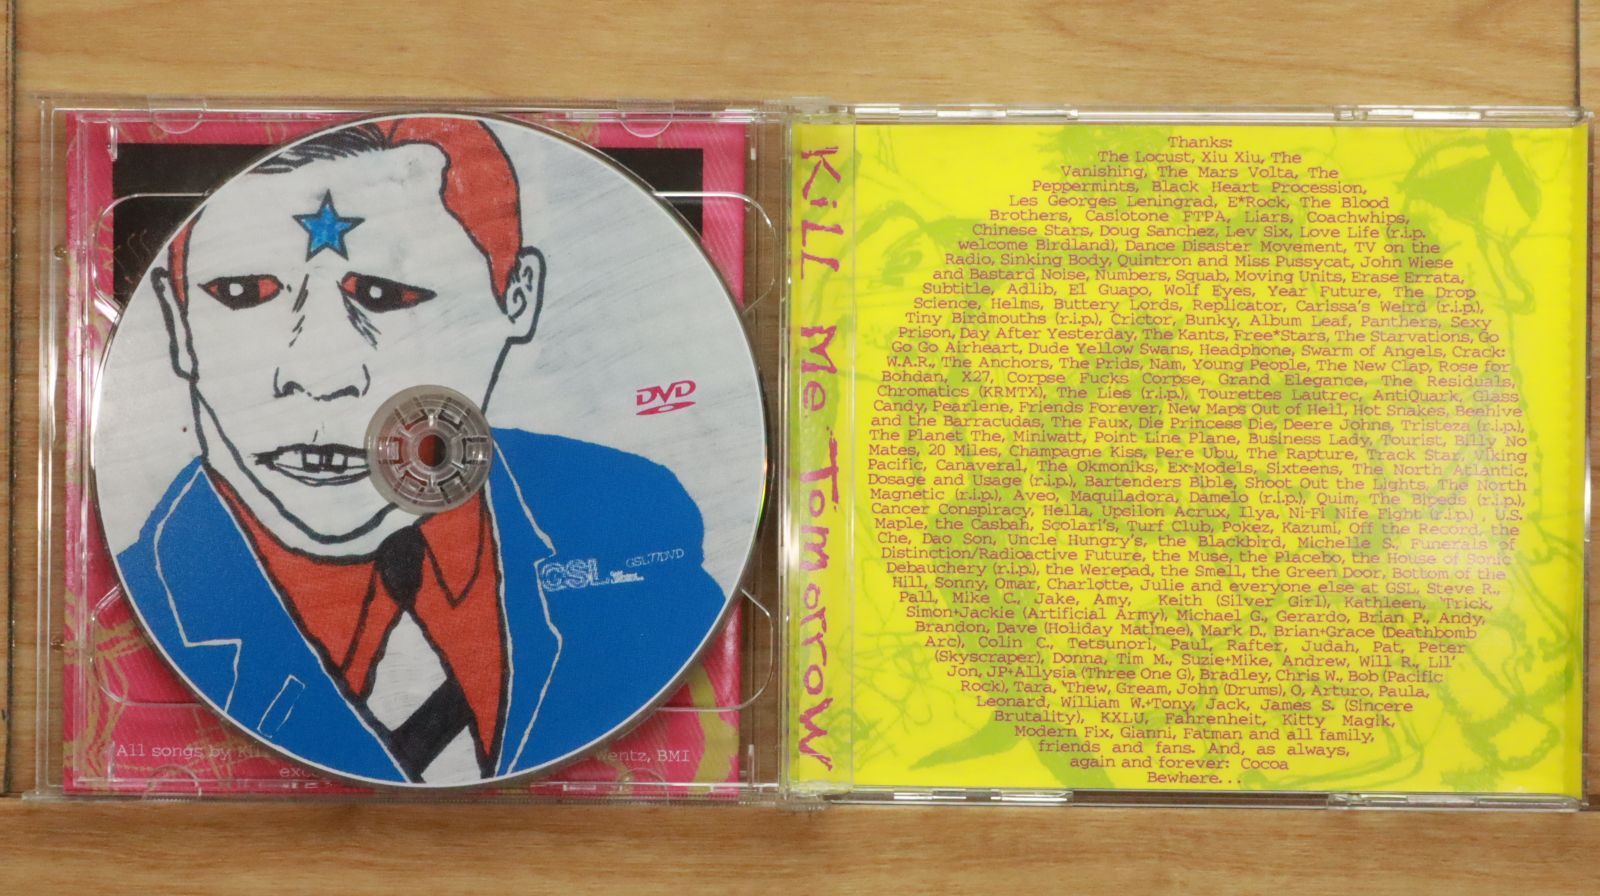 DVD
GSL
GSL77DVD
All songs by Kil
Wentz, BMI
Kill Me Tomorrow
Thanks:
The Locust, Xiu Xiu, The
Vanishing, The Mars Volta, The
Peppermints, Black Heart Procession,
Les Georges Leningrad, E*Rock, The Blood
Brothers, Casiotone FTPA, Liars, Coachwhips,
Chinese Stars, Doug Sanchez, Lev Six, Love Life (r.i.p.
welcome Birdland), Dance Disaster Movement, TV on the
Radio, Sinking Body, Quintron and Miss Pussycat, John Wiese
and Bastard Noise, Numbers, Squab, Moving Units, Erase Errata,
Subtitle, Adlib, El Guapo, Wolf Eyes, Year Future, The Drop
Science, Helms, Buttery Lords, Replicator, Carissa's Weird (r.i.p.),
Tiny Birdmouths (r.i.p.), Crictor, Bunky, Album Leaf, Panthers, Sexy
Prison, Day After Yesterday, The Kants, Free*Stars, The Starvations, Go
Go Go Airheart, Dude Yellow Swans, Headphone, Swarm of Angels, Crack:
W.A.R., The Anchors, The Prids, Nam, Young People, The New Clap, Rose for
Bohdan, X27, Corpse Fucks Corpse, Grand Elegance, The Residuals,
Chromatics (KRMTX), The Lies (r.i.p.), Tourettes Lautrec, AntiQuark, Glass
Candy, Pearlene, Friends Forever, New Maps Out of Hell, Hot Snakes, Beehive
and the Barracudas, The Faux, Die Princess Die, Deere Johns, Tristeza (r.i.p.),
The Planet The, Miniwatt, Point Line Plane, Business Lady, Tourist, Billy No
Mates, 20 Miles, Champagne Kiss, Pere Ubu, The Rapture, Track Star, Viking
Pacific, Canaveral, The Okmoniks, Ex-Models, Sixteens, The North Atlantic,
Dosage and Usage (r.i.p.), Bartenders Bible, Shoot Out the Lights, The North
Magnetic (r.i.p.), Aveo, Maquiladora, Damelo (r.i.p.), Quim, The Bipeds (r.i.p.),
Cancer Conspiracy, Hella, Upsilon Acrux, Ilya, Ni-Fi Nife Fight (r.i.p.) , U.S.
Maple, the Casbah, Scolari's, Turf Club, Pokez, Kazumi, Off the Record, the
Che, Dao Son, Uncle Hungry's, the Blackbird, Michelle S., Funerals of
Distinction/Radioactive Future, the Muse, the Placebo, the House of Sonic
Debauchery (r.i.p.), the Werepad, the Smell, the Green Door, Bottom of the
Hill, Sonny, Omar, Charlotte, Julie and everyone else at GSL, Steve R.,
Pall, Mike C., Jake, Amy, Keith (Silver Girl), Kathleen, 'Trick,
Simon+Jackie (Artificial Army), Michael G., Gerardo, Brian P., Andy,
Brandon, Dave (Holiday Matinee), Mark D., Brian+Grace (Deathbomb
Arc), Colin C., Tetsunori, Paul, Rafter, Judah, Pat, Peter
(Skyscraper), Donna, Tim M., Suzie+Mike, Andrew, Will R., Lil'
Jon, JP+Allysia (Three One G), Bradley, Chris W., Bob (Pacific
Rock), Tara, 'Thew, Gream, John (Drums), O, Arturo, Paula,
Leonard, William W.+Tony, Jack, James S. (Sincere
Brutality), KXLU, Fahrenheit, Kitty Magik,
Modern Fix, Gianni, Fatman and all family,
friends and fans. And, as always,
again and forever: Cocoa
Bewhere. . .